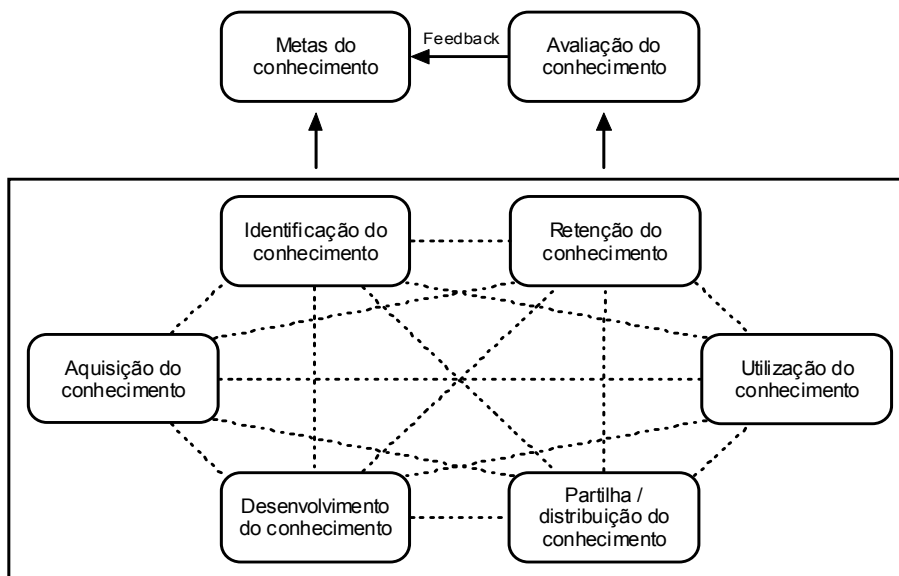 Metas do
conhecimento
Feedback
Avaliação do
conhecimento
Identificação do
conhecimento
Retenção do
conhecimento
Aquisição do
conhecimento
Utilização do
conhecimento
Desenvolvimento
do conhecimento
Partilha /
distribuição do
conhecimento